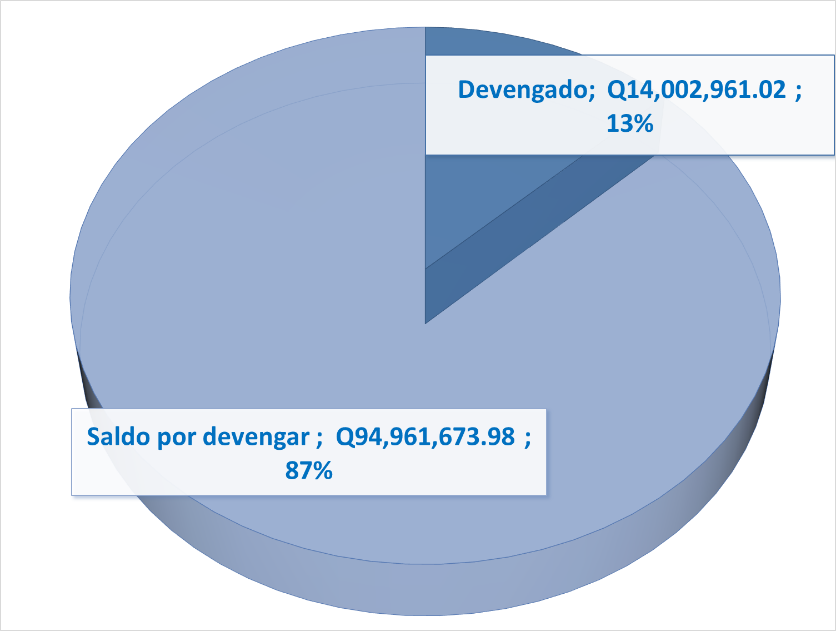 Devengado; Q14,002,961.02 ;
13%
Saldo por devengar ; Q94,961,673.98 ;
87%